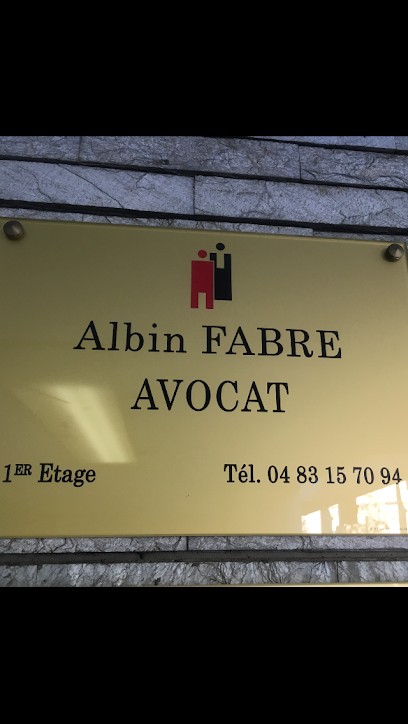 Albin FABRE
AVOCAT
1ER Etage
Tél. 04 83 15 70 94